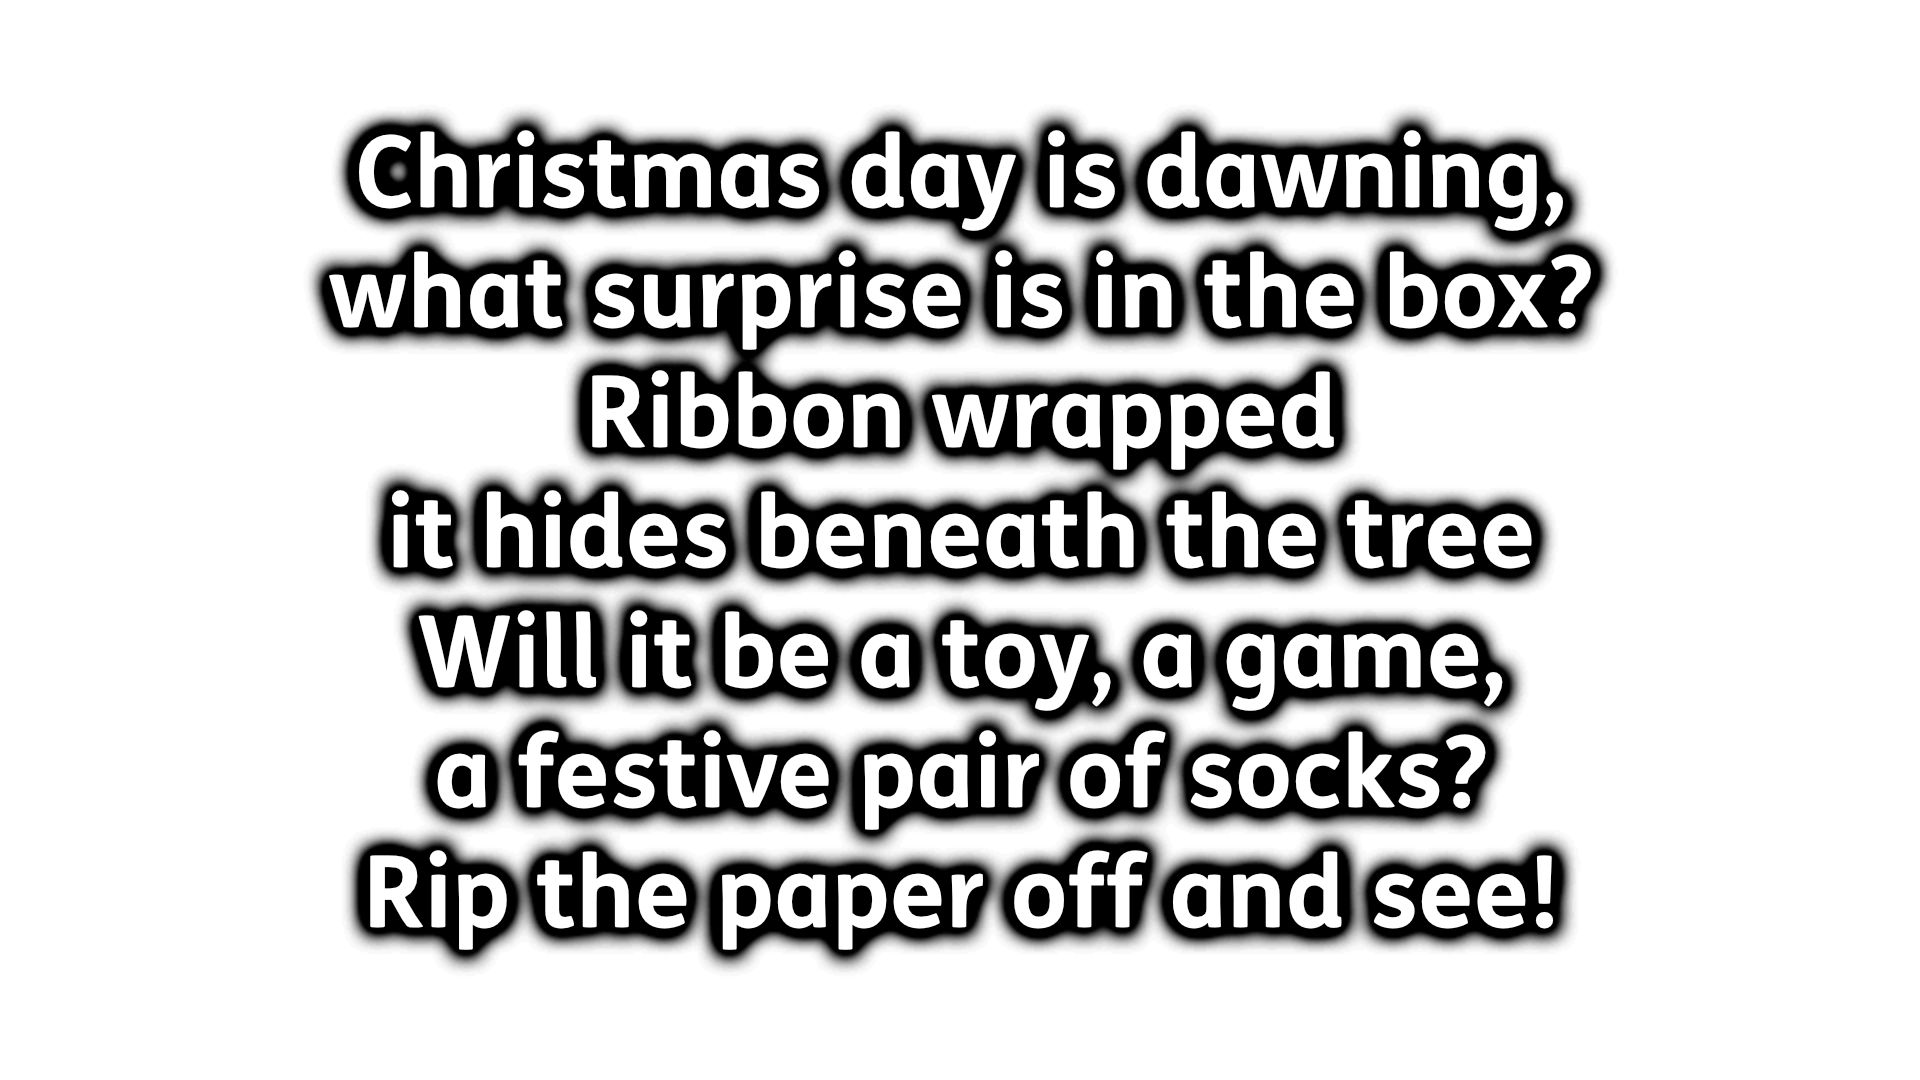 Christmas day is dawning,
what surprise is in the box?
Ribbon wrapped
it hides beneath the tree
Will it be a toy, a game,
a festive pair of socks?
Rip the paper off and see!